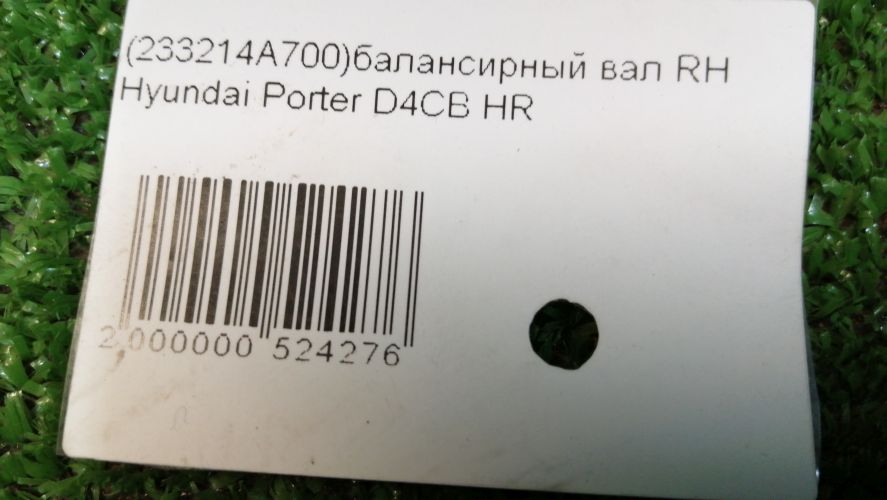 (233214A700)балансирный вал RH
Hyundai Porter D4CB HR
2 000000 524276